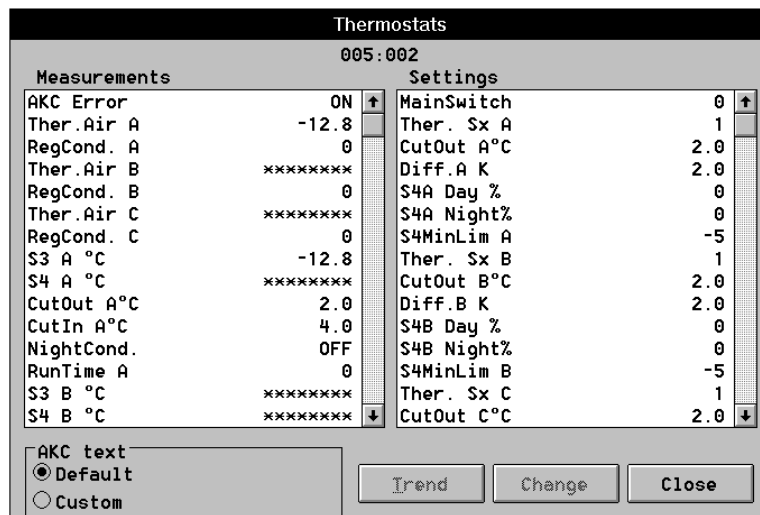 Thermostats
005:002
Measurements
AKC Error ON
Ther.Air A -12.8
RegCond. A 0
Ther.Air B ********
RegCond. B 0
Ther.Air C ********
RegCond. C 0
S3 A °C -12.8
S4 A °C ********
CutOut A°C 2.0
CutIn A°C 4.0
NightCond. OFF
RunTime A 0
S3 B °C ********
S4 B °C ********
Settings
MainSwitch 0
Ther. Sx A 1
CutOut A°C 2.0
Diff.A K 2.0
S4A Day % 0
S4A Night% 0
S4MinLim A -5
Ther. Sx B 1
CutOut B°C 2.0
Diff.B K 2.0
S4B Day % 0
S4B Night% 0
S4MinLim B -5
Ther. Sx C 1
CutOut C°C 2.0
AKC text
Default
Custom
Trend
Change
Close